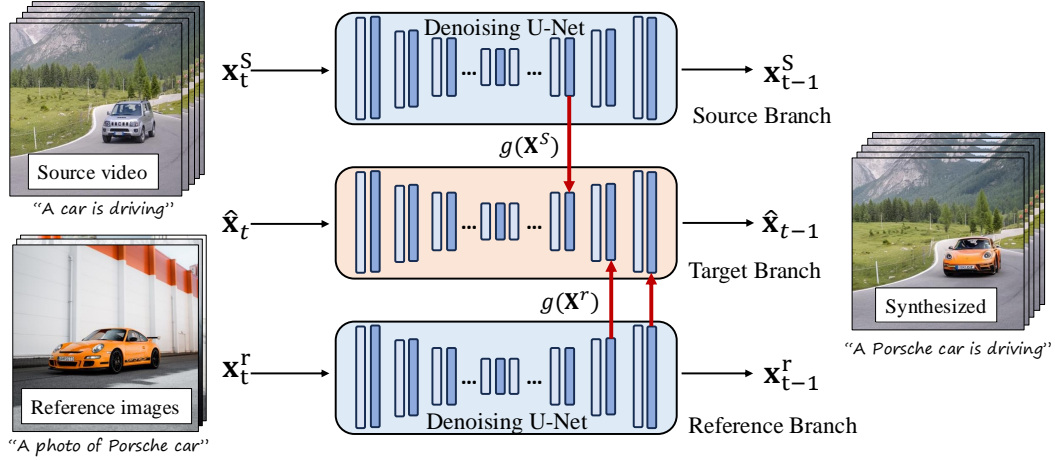 Denoising U-Net
x_t^S
... ...
x_{t-1}^S
Source Branch
Source video
"A car is driving"
g(X^S)
x̂_t
... ...
x̂_{t-1}
Target Branch
g(X^r)
Synthesized
"A Porsche car is driving"
x_t^r
... ...
x_{t-1}^r
Reference images
Denoising U-Net
Reference Branch
"A photo of Porsche car"